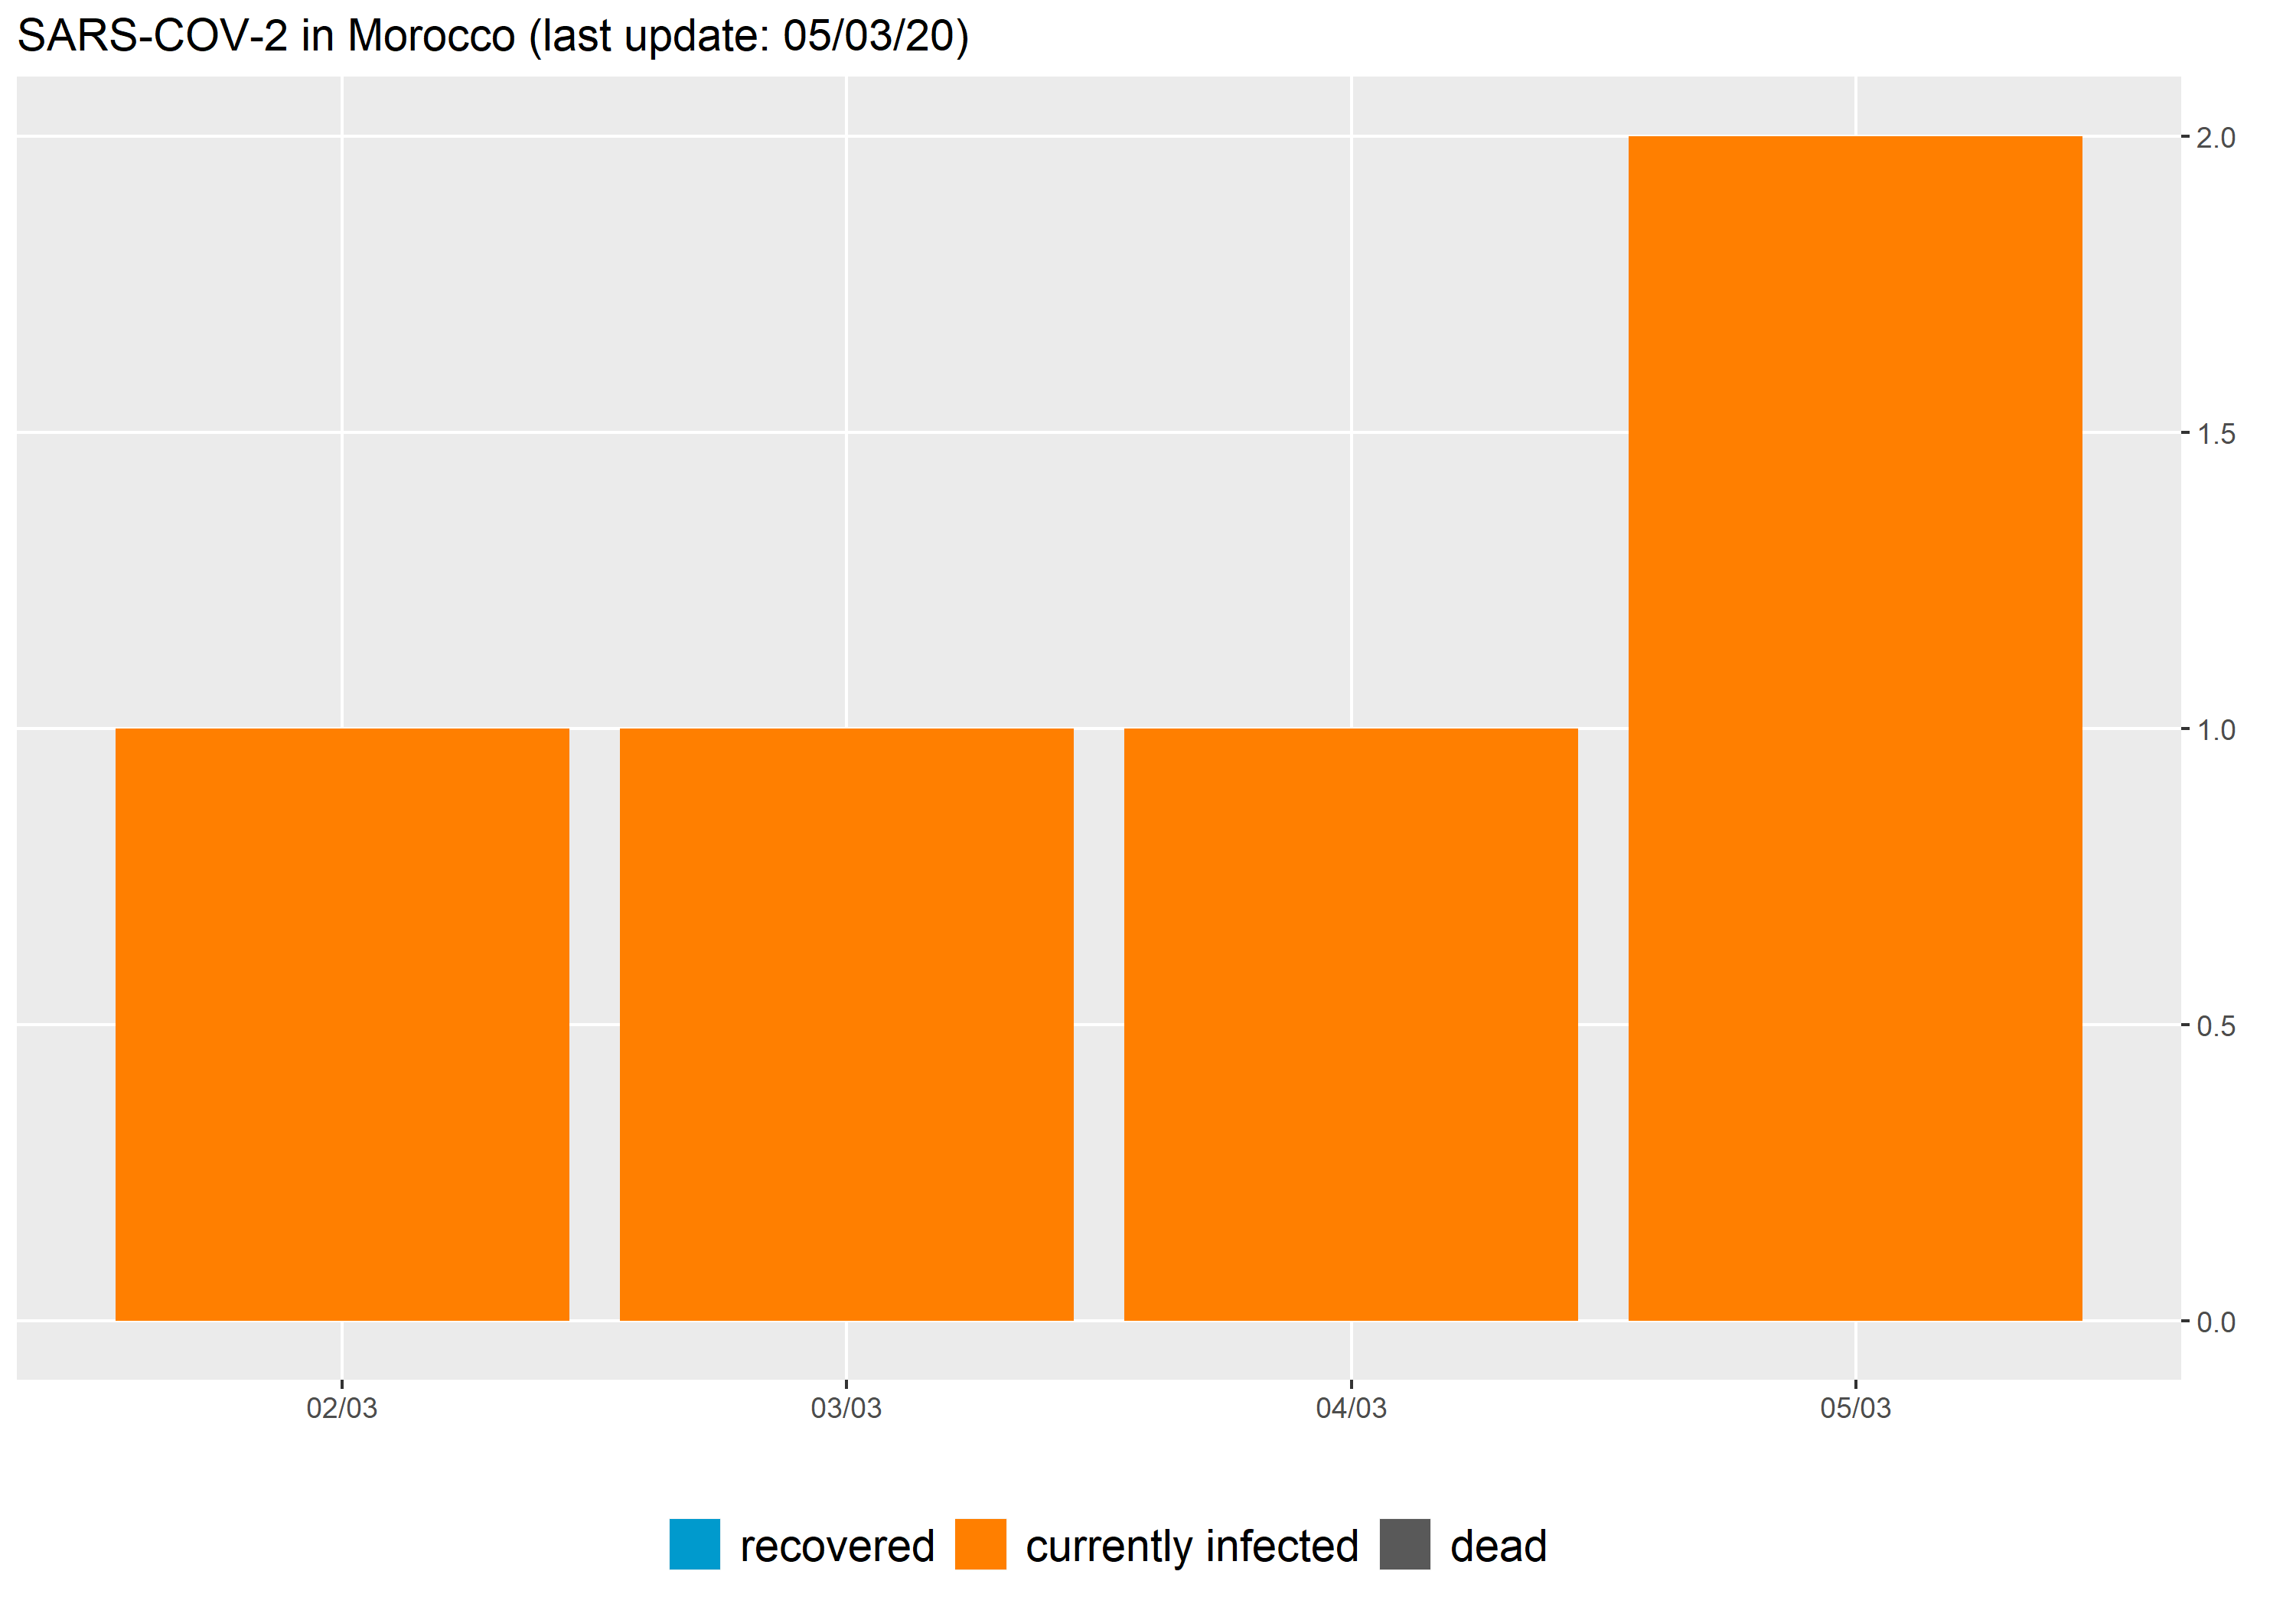 SARS-COV-2 in Morocco (last update: 05/03/20)
2.0
1.5
1.0
0.5
0.0
02/03 03/03 04/03 05/03
recovered currently infected dead